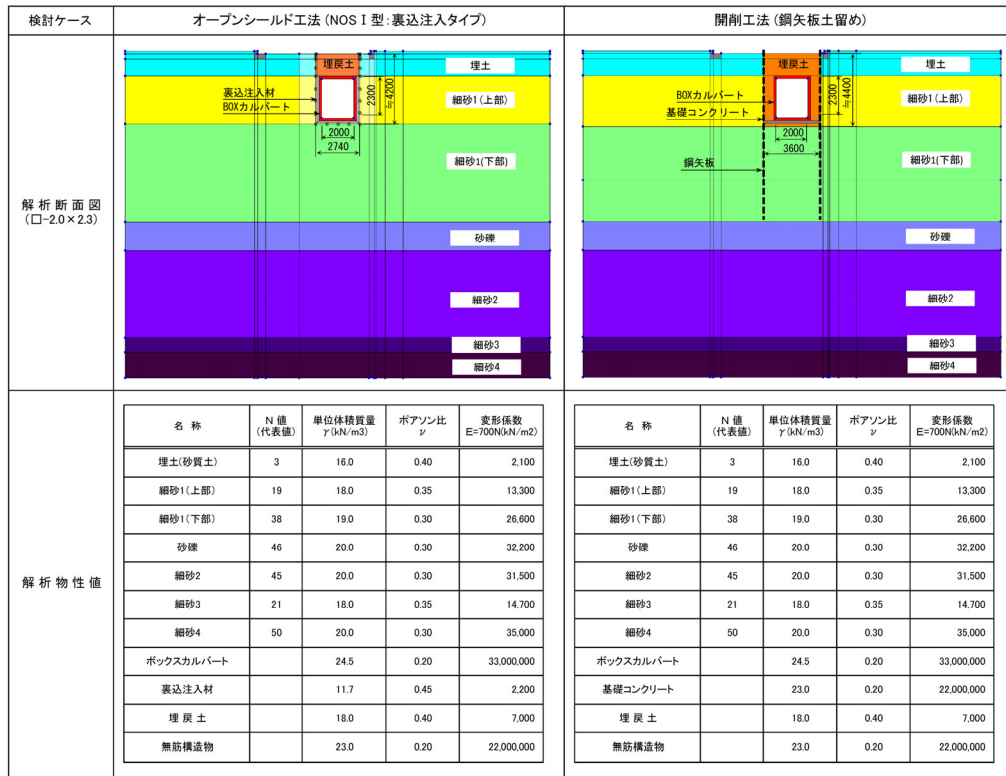 検討ケース
オープンシールド工法(NOSⅠ型:裏込注入タイプ)
開削工法(鋼矢板土留め)
解析断面図
(□-2.0×2.3)
埋戻土
埋土
裏込注入材
BOXカルバート
2300
≒4200
細砂1(上部)
2000
2740
細砂1(下部)
砂礫
細砂2
細砂3
細砂4
埋戻土
埋土
BOXカルバート
基礎コンクリート
2300
≒4400
細砂1(上部)
2000
3600
鋼矢板
細砂1(下部)
砂礫
細砂2
細砂3
細砂4
解析物性値
名 称 N 値 単位体積質量 ポアソン比 変形係数
(代表値) γ(kN/m3) ν E=700N(kN/m2)
埋土(砂質土) 3 16.0 0.40 2,100
細砂1(上部) 19 18.0 0.35 13,300
細砂1(下部) 38 19.0 0.30 26,600
砂礫 46 20.0 0.30 32,200
細砂2 45 20.0 0.30 31,500
細砂3 21 18.0 0.35 14,700
細砂4 50 20.0 0.30 35,000
ボックスカルバート 24.5 0.20 33,000,000
裏込注入材 11.7 0.45 2,200
埋 戻 土 18.0 0.40 7,000
無筋構造物 23.0 0.20 22,000,000
名 称 N 値 単位体積質量 ポアソン比 変形係数
(代表値) γ(kN/m3) ν E=700N(kN/m2)
埋土(砂質土) 3 16.0 0.40 2,100
細砂1(上部) 19 18.0 0.35 13,300
細砂1(下部) 38 19.0 0.30 26,600
砂礫 46 20.0 0.30 32,200
細砂2 45 20.0 0.30 31,500
細砂3 21 18.0 0.35 14,700
細砂4 50 20.0 0.30 35,000
ボックスカルバート 24.5 0.20 33,000,000
基礎コンクリート 23.0 0.20 22,000,000
埋 戻 土 18.0 0.40 7,000
無筋構造物 23.0 0.20 22,000,000